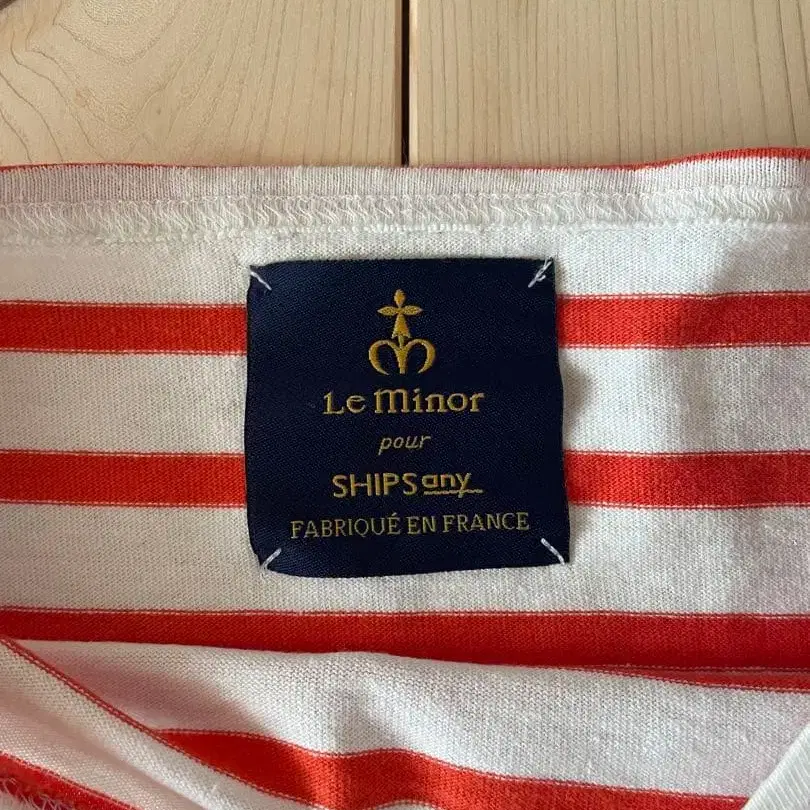 Le Minor
pour
SHIPS any
FABRIQUÉ EN FRANCE